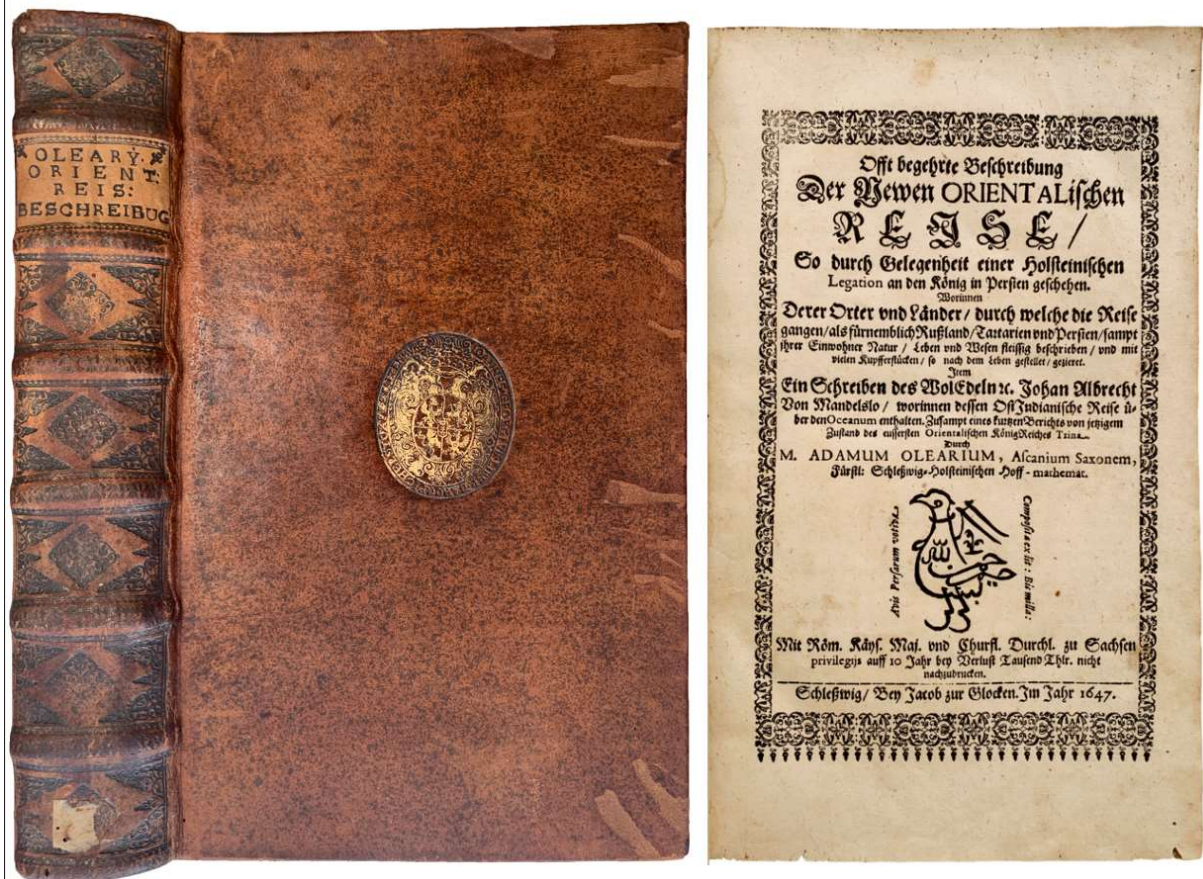 OLEARY.
ORIENT:
REIS:
BESCHREIBUG
Offt begehrte Beschreibung
Der Newen ORIENTALischen
REJSE /
So durch Gelegenheit einer Holsteinischen
Legation an den König in Persien geschehen.
Worinnen
Derer Orter vnd Länder / durch welche die Reise
gangen / als fürnemblich Rußland / Tartarien vnd Persien / sampt
ihrer Einwohner Natur / Leben vnd Wesen fleissig beschrieben / vnd mit
vielen Kupfferstücken / so nach dem Leben gestellet / gezieret.
Item
Ein Schreiben des WolEdeln ꝛc. Johan Albrecht
Von Mandelslo / worinnen dessen OstIndianische Reise ü-
ber den Oceanum enthalten. Zusampt eines kurtzen Berichts von jetzigem
Zustand des eussersten Orientalischen KönigReiches Tzina.
Durch
M. ADAMUM OLEARIUM, Ascanium Saxonem,
Fürstl: Schleßwig-Holsteinischen Hoff-mathemat.
Avis Persarum votiva.
Composita ex lit: Bis milla:
Mit Röm. Käys. Maj. vnd Churfl. Durchl. zu Sachsen
privilegijs auff 10 Jahr bey Verlust Tausend Thlr. nicht
nachzudrucken.
Schleßwig / Bey Jacob zur Glocken. Im Jahr 1647.